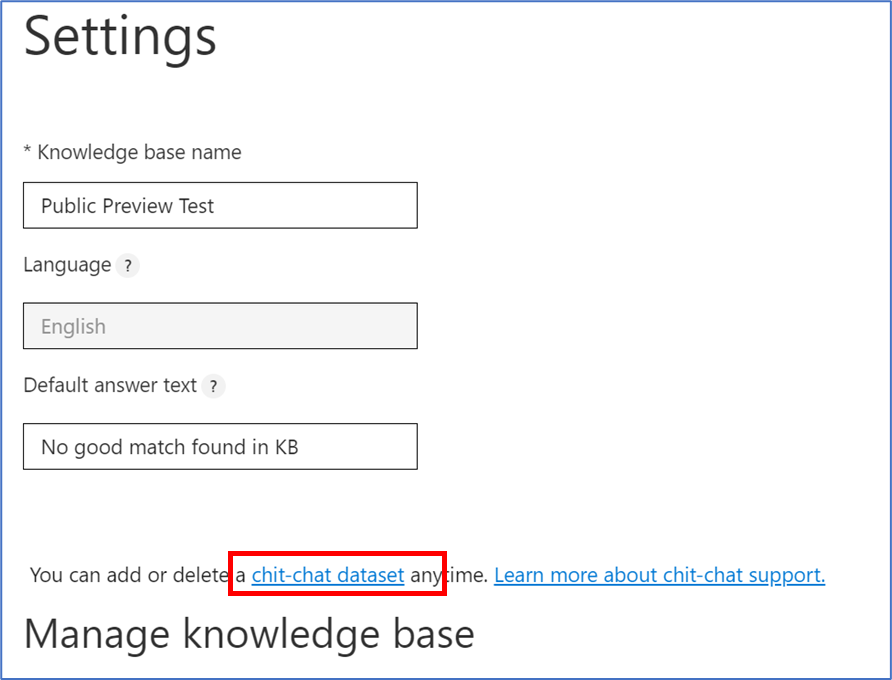 Settings
* Knowledge base name
Public Preview Test
Language ?
English
Default answer text ?
No good match found in KB
You can add or delete a chit-chat dataset anytime. Learn more about chit-chat support.
Manage knowledge base